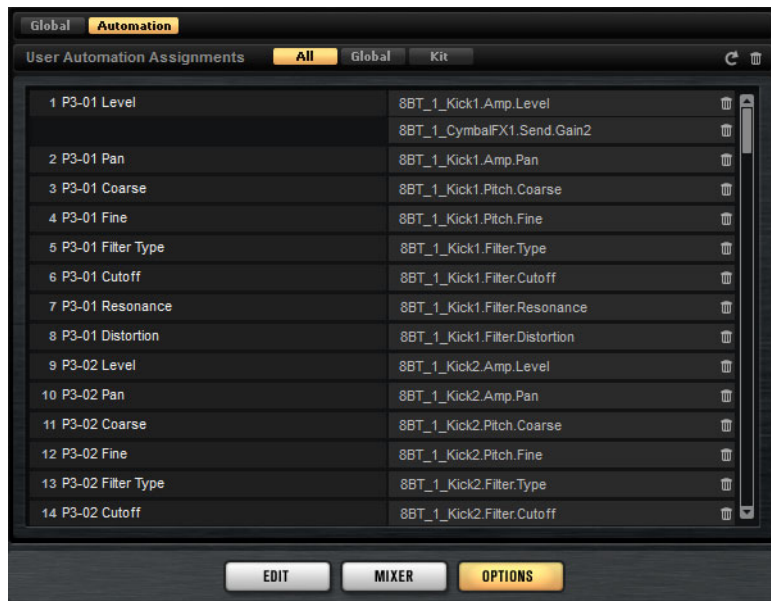 Global Automation
User Automation Assignments All Global Kit
1 P3-01 Level 8BT_1_Kick1.Amp.Level
8BT_1_CymbalFX1.Send.Gain2
2 P3-01 Pan 8BT_1_Kick1.Amp.Pan
3 P3-01 Coarse 8BT_1_Kick1.Pitch.Coarse
4 P3-01 Fine 8BT_1_Kick1.Pitch.Fine
5 P3-01 Filter Type 8BT_1_Kick1.Filter.Type
6 P3-01 Cutoff 8BT_1_Kick1.Filter.Cutoff
7 P3-01 Resonance 8BT_1_Kick1.Filter.Resonance
8 P3-01 Distortion 8BT_1_Kick1.Filter.Distortion
9 P3-02 Level 8BT_1_Kick2.Amp.Level
10 P3-02 Pan 8BT_1_Kick2.Amp.Pan
11 P3-02 Coarse 8BT_1_Kick2.Pitch.Coarse
12 P3-02 Fine 8BT_1_Kick2.Pitch.Fine
13 P3-02 Filter Type 8BT_1_Kick2.Filter.Type
14 P3-02 Cutoff 8BT_1_Kick2.Filter.Cutoff
EDIT MIXER OPTIONS